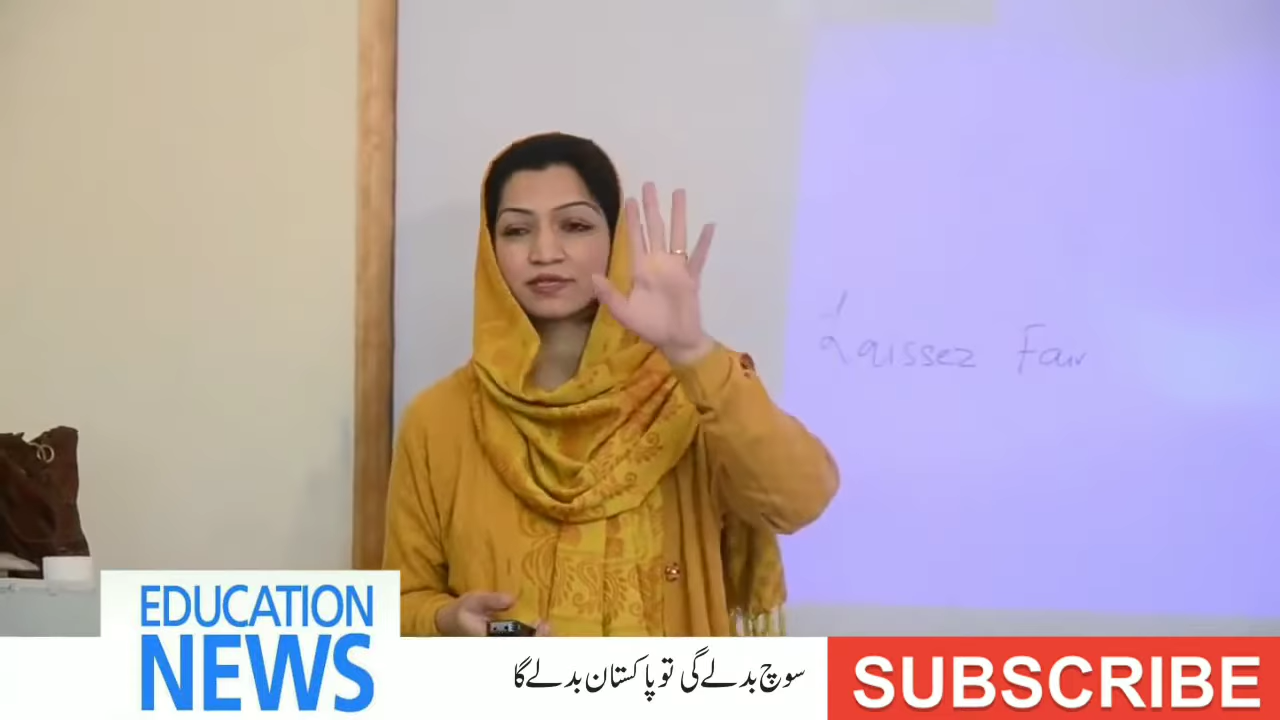 Laissez Fair
EDUCATION
NEWS
سوچ بدلے گی تو پاکستان بدلے گا
SUBSCRIBE